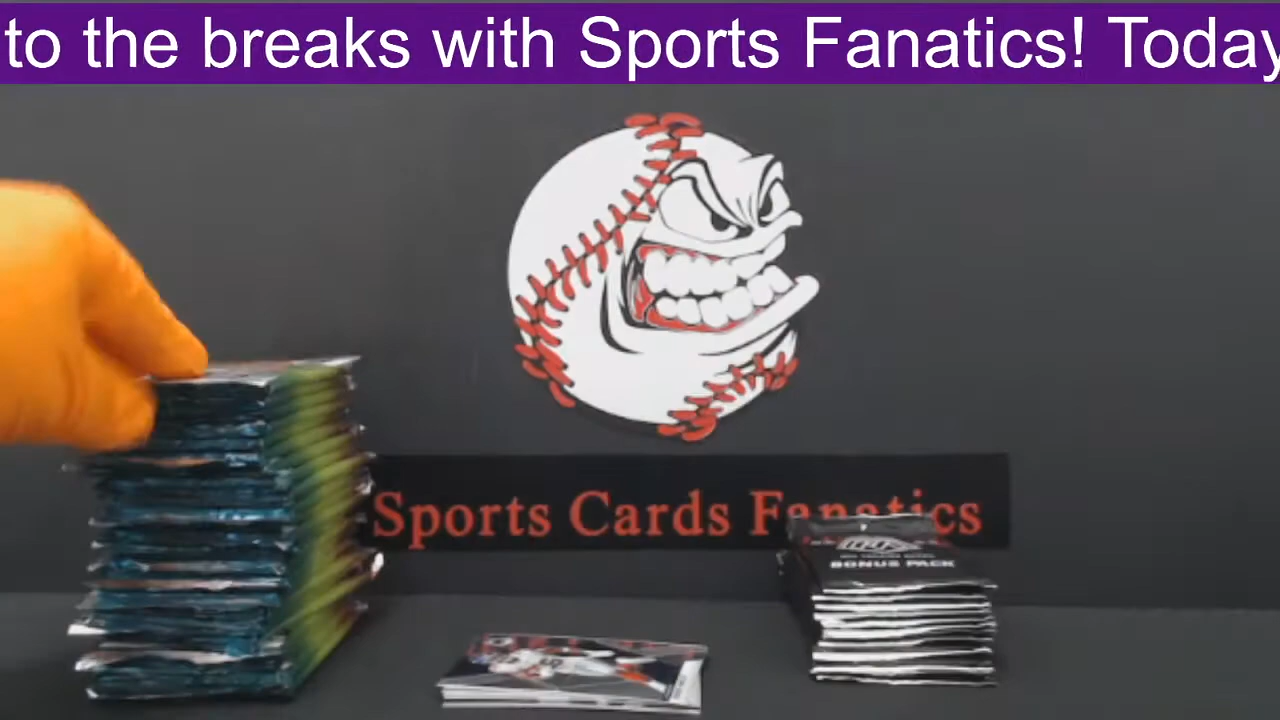 to the breaks with Sports Fanatics! Today
Sports Cards Fanatics
BONUS PACK